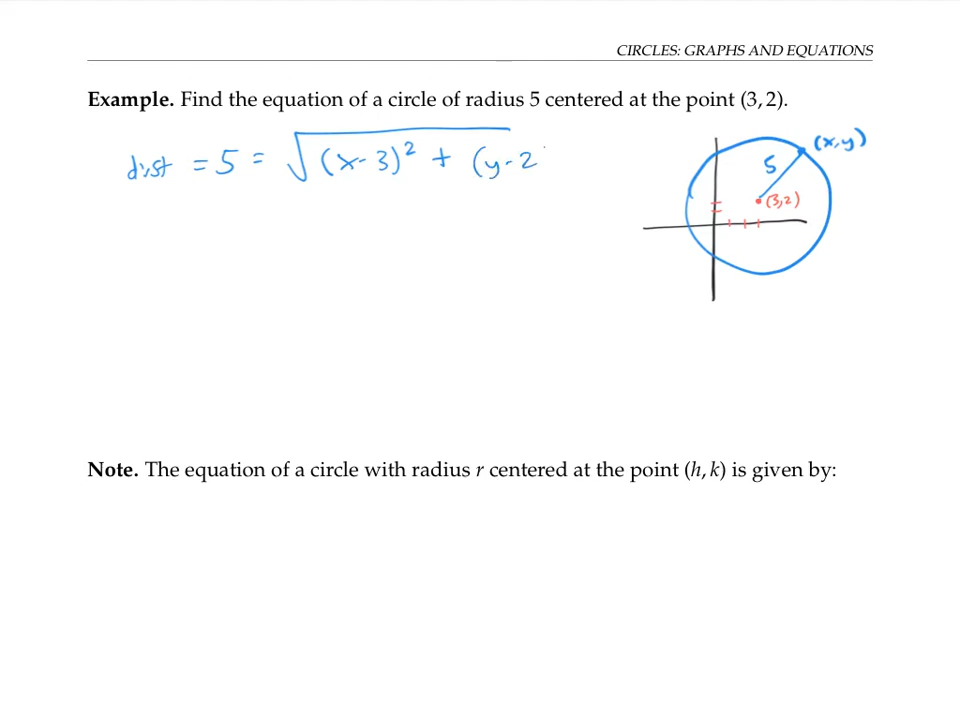 CIRCLES: GRAPHS AND EQUATIONS
Example. Find the equation of a circle of radius 5 centered at the point (3, 2).
dist = 5 = √(x-3)² + (y-2
(x,y)
5
(3,2)
Note. The equation of a circle with radius r centered at the point (h, k) is given by: